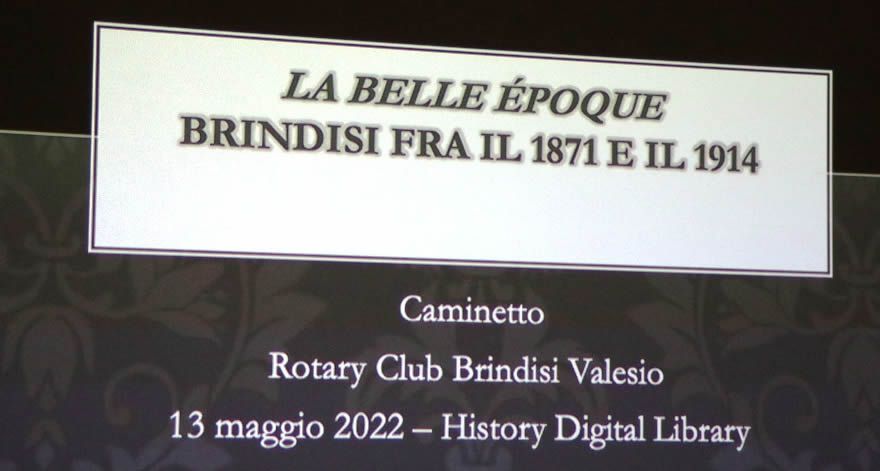 LA BELLE ÉPOQUE
BRINDISI FRA IL 1871 E IL 1914
Caminetto
Rotary Club Brindisi Valesio
13 maggio 2022 – History Digital Library